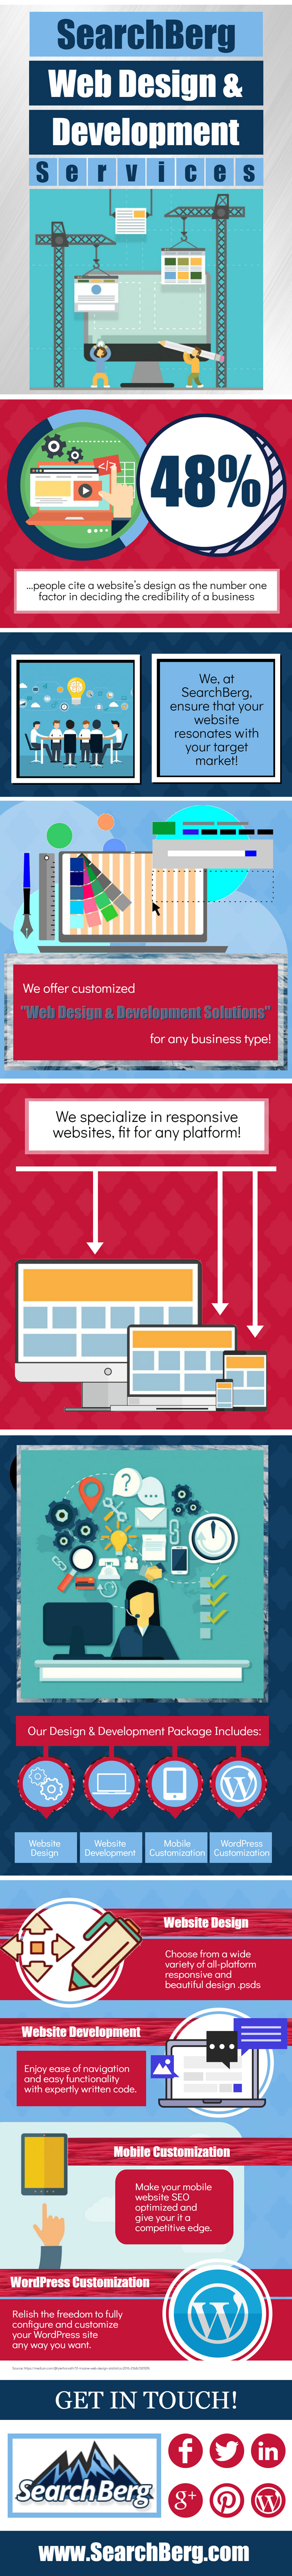 SearchBerg
Web Design &
Development
Services
</>
48%
...people cite a website's design as the number one
factor in deciding the credibility of a business
We, at
SearchBerg,
ensure that your
website
resonates with
your target
market!
We offer customized
"Web Design & Development Solutions"
for any business type!
We specialize in responsive
websites, fit for any platform!
?
Our Design & Development Package Includes:
Website
Design
Website
Development
Mobile
Customization
WordPress
Customization
Website Design
Choose from a wide
variety of all-platform
responsive and
beautiful design .psds
Website Development
Enjoy ease of navigation
and easy functionality
with expertly written code.
Mobile Customization
Make your mobile
website SEO
optimized and
give your it a
competitive edge.
WordPress Customization
Relish the freedom to fully
configure and customize
your WordPress site
any way you want.
GET IN TOUCH!
SearchBerg
www.SearchBerg.com